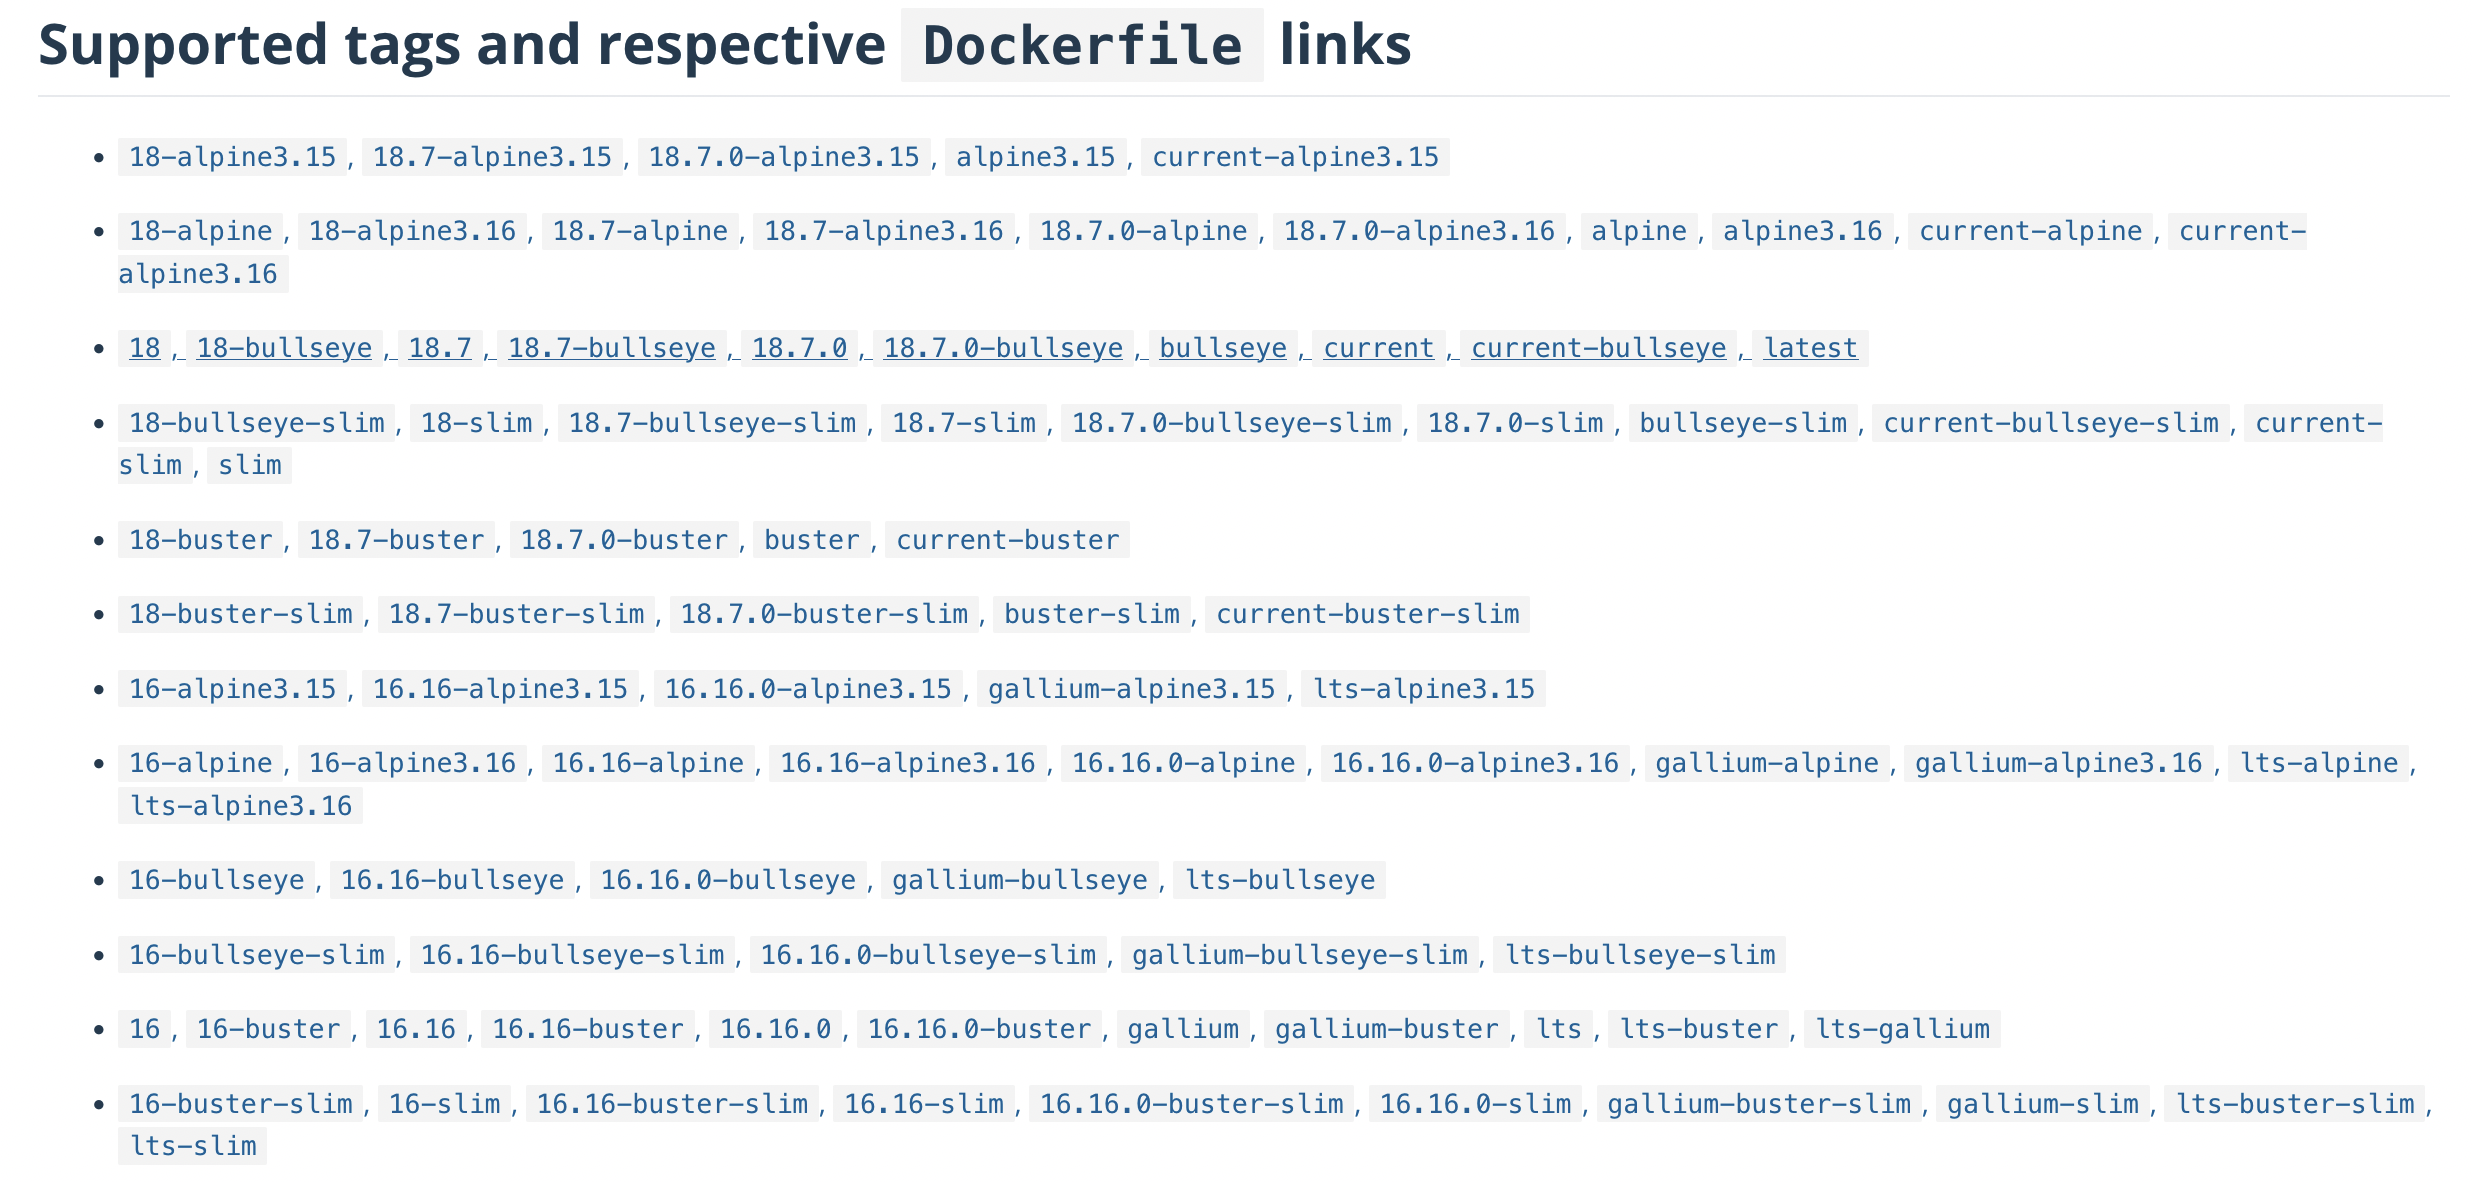 Supported tags and respective Dockerfile links
18-alpine3.15, 18.7-alpine3.15, 18.7.0-alpine3.15, alpine3.15, current-alpine3.15
18-alpine, 18-alpine3.16, 18.7-alpine, 18.7-alpine3.16, 18.7.0-alpine, 18.7.0-alpine3.16, alpine, alpine3.16, current-alpine, current-
alpine3.16
18, 18-bullseye, 18.7, 18.7-bullseye, 18.7.0, 18.7.0-bullseye, bullseye, current, current-bullseye, latest
18-bullseye-slim, 18-slim, 18.7-bullseye-slim, 18.7-slim, 18.7.0-bullseye-slim, 18.7.0-slim, bullseye-slim, current-bullseye-slim, current-
slim, slim
18-buster, 18.7-buster, 18.7.0-buster, buster, current-buster
18-buster-slim, 18.7-buster-slim, 18.7.0-buster-slim, buster-slim, current-buster-slim
16-alpine3.15, 16.16-alpine3.15, 16.16.0-alpine3.15, gallium-alpine3.15, lts-alpine3.15
16-alpine, 16-alpine3.16, 16.16-alpine, 16.16-alpine3.16, 16.16.0-alpine, 16.16.0-alpine3.16, gallium-alpine, gallium-alpine3.16, lts-alpine,
lts-alpine3.16
16-bullseye, 16.16-bullseye, 16.16.0-bullseye, gallium-bullseye, lts-bullseye
16-bullseye-slim, 16.16-bullseye-slim, 16.16.0-bullseye-slim, gallium-bullseye-slim, lts-bullseye-slim
16, 16-buster, 16.16, 16.16-buster, 16.16.0, 16.16.0-buster, gallium, gallium-buster, lts, lts-buster, lts-gallium
16-buster-slim, 16-slim, 16.16-buster-slim, 16.16-slim, 16.16.0-buster-slim, 16.16.0-slim, gallium-buster-slim, gallium-slim, lts-buster-slim,
lts-slim